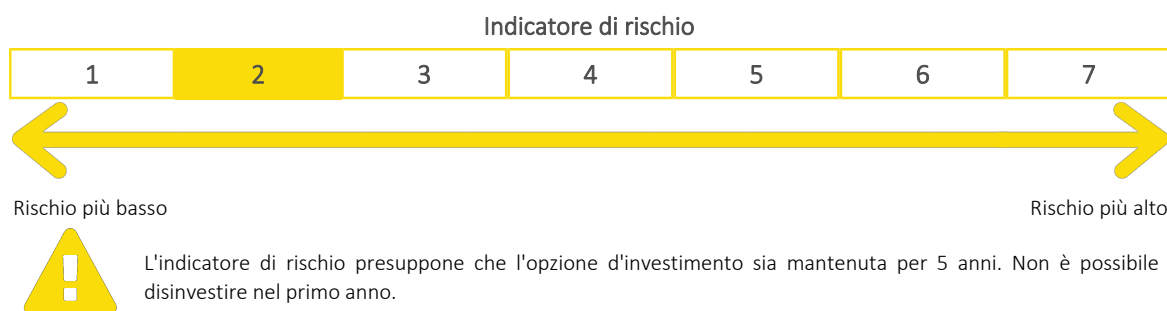 Indicatore di rischio
1 2 3 4 5 6 7
Rischio più basso Rischio più alto
L'indicatore di rischio presuppone che l'opzione d'investimento sia mantenuta per 5 anni. Non è possibile
disinvestire nel primo anno.